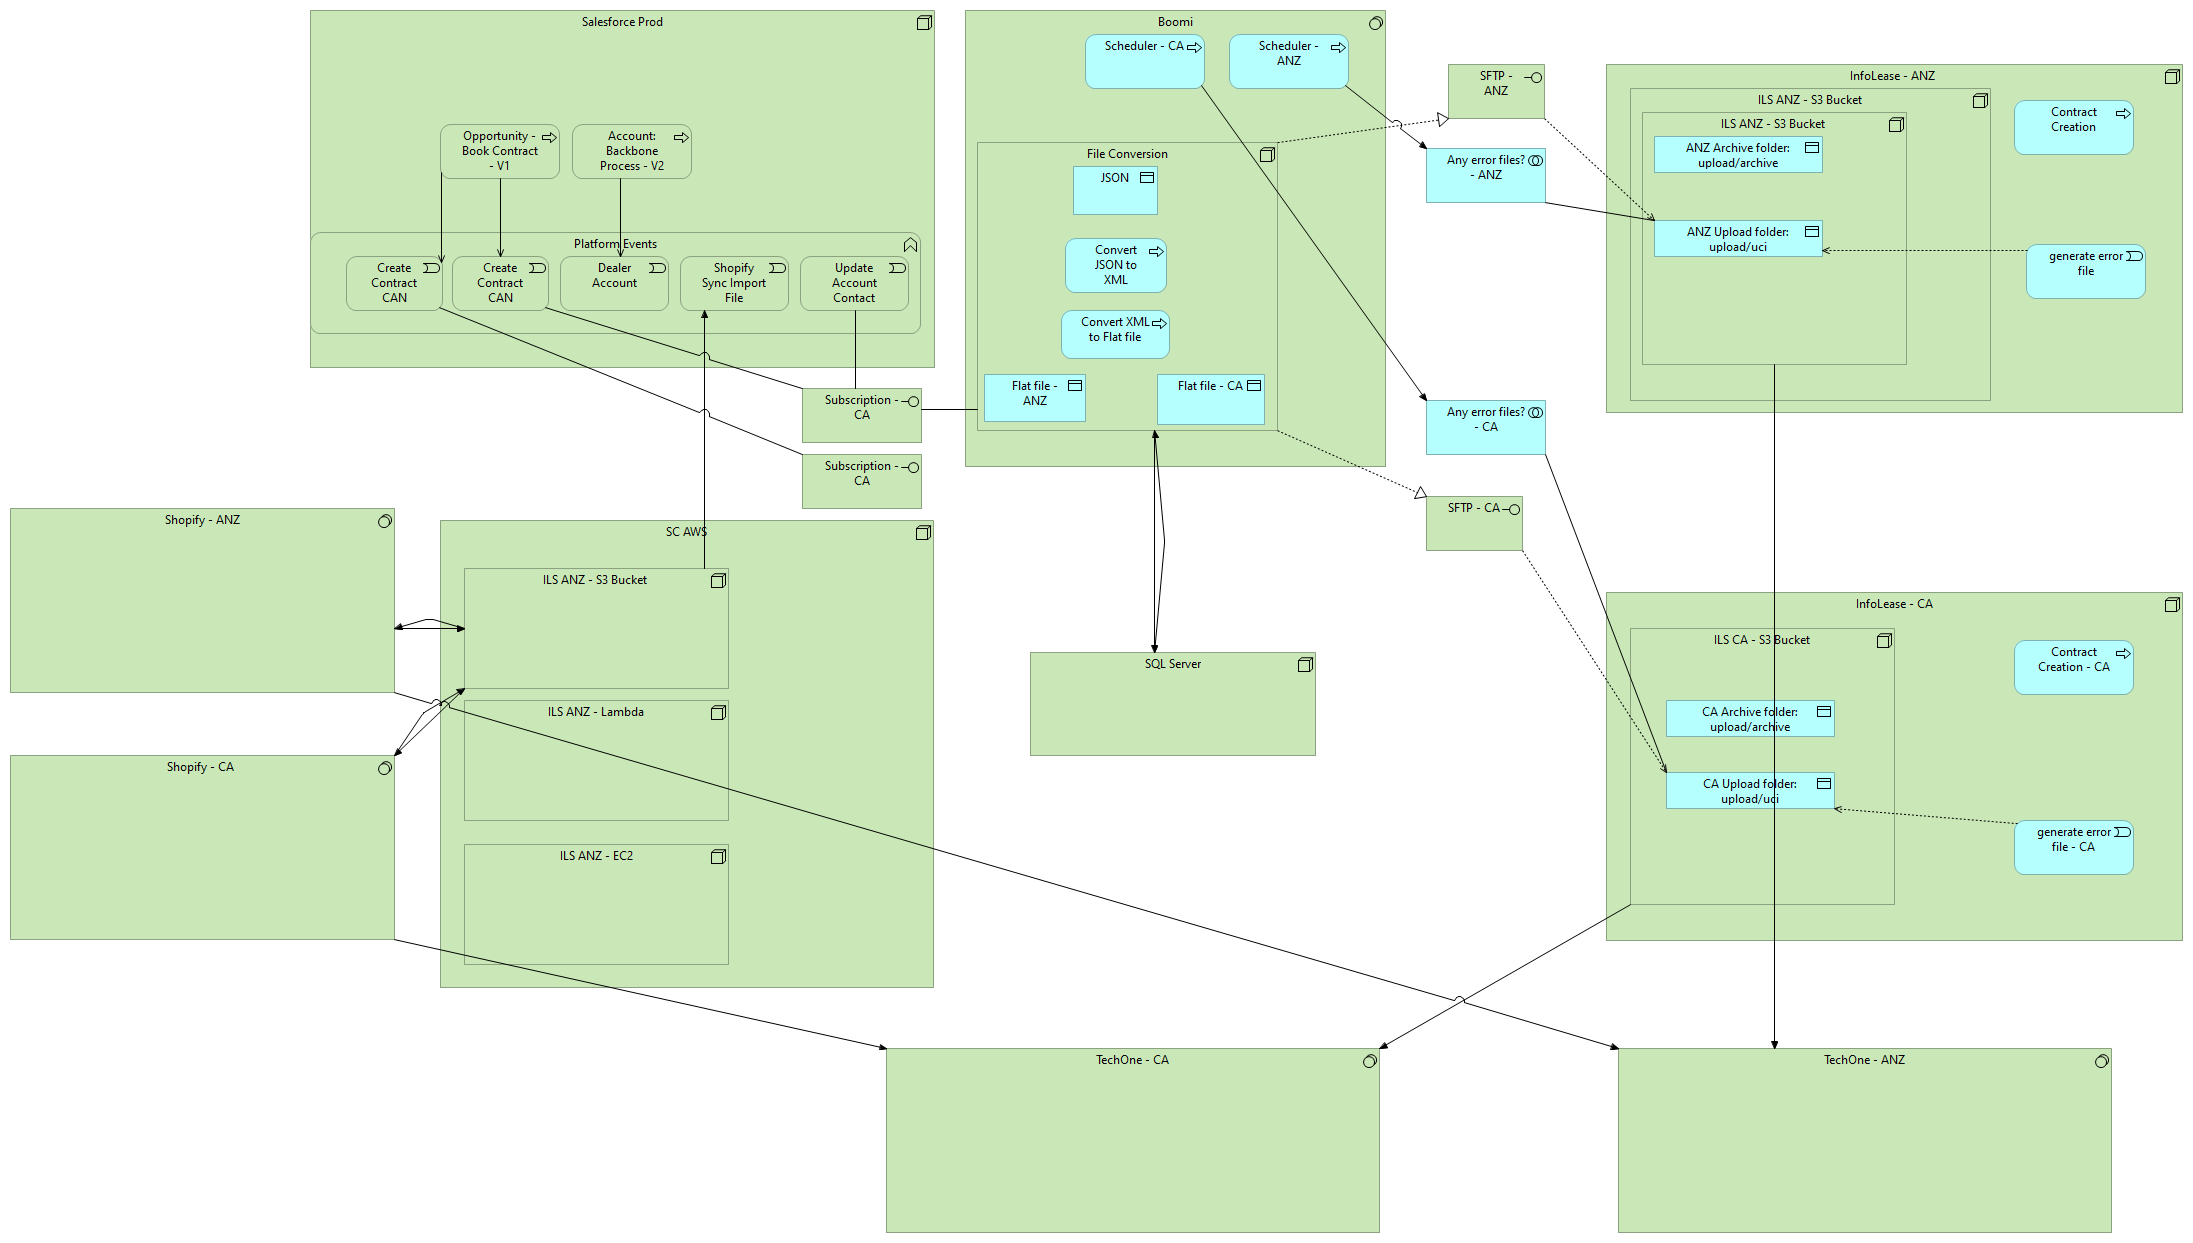 Salesforce Prod
Opportunity -
Book Contract
- V1
Account:
Backbone
Process - V2
Platform Events
Create
Contract
CAN
Create
Contract
CAN
Dealer
Account
Shopify
Sync Import
File
Update
Account
Contact
Subscription -
CA
Subscription -
CA
Boomi
Scheduler - CA
Scheduler -
ANZ
File Conversion
JSON
Convert
JSON to
XML
Convert XML
to Flat file
Flat file -
ANZ
Flat file - CA
SFTP -
ANZ
Any error files?
- ANZ
Any error files?
- CA
SFTP - CA
InfoLease - ANZ
ILS ANZ - S3 Bucket
ILS ANZ - S3 Bucket
ANZ Archive folder:
upload/archive
ANZ Upload folder:
upload/uci
Contract
Creation
generate error
file
Shopify - ANZ
Shopify - CA
SC AWS
ILS ANZ - S3 Bucket
ILS ANZ - Lambda
ILS ANZ - EC2
SQL Server
InfoLease - CA
ILS CA - S3 Bucket
CA Archive folder:
upload/archive
CA Upload folder:
upload/uci
Contract
Creation - CA
generate error
file - CA
TechOne - CA
TechOne - ANZ